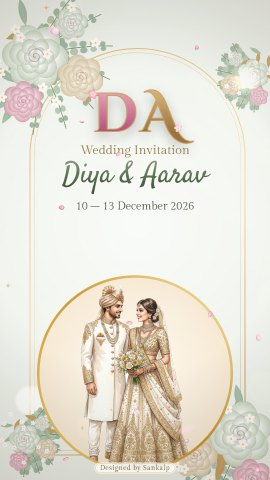 DA
Wedding Invitation
Diya & Aarav
10 — 13 December 2026
Designed by Sankalp